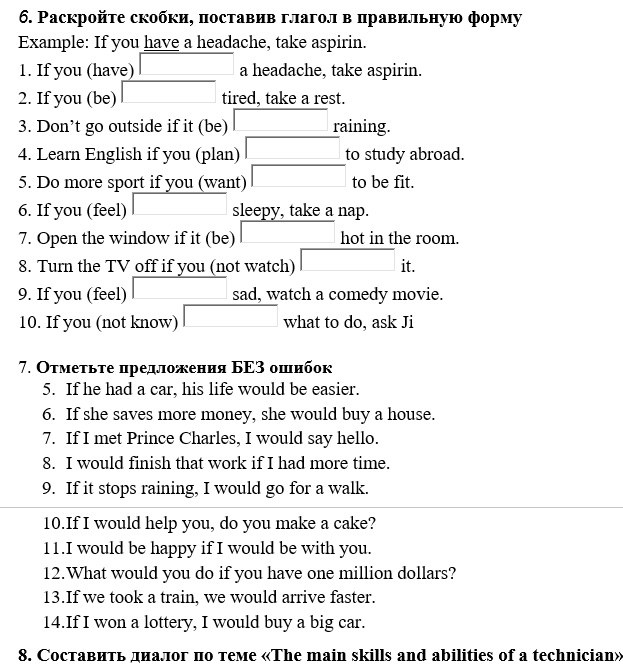 6. Раскройте скобки, поставив глагол в правильную форму
Example: If you have a headache, take aspirin.
1. If you (have) a headache, take aspirin.
2. If you (be) tired, take a rest.
3. Don’t go outside if it (be) raining.
4. Learn English if you (plan) to study abroad.
5. Do more sport if you (want) to be fit.
6. If you (feel) sleepy, take a nap.
7. Open the window if it (be) hot in the room.
8. Turn the TV off if you (not watch) it.
9. If you (feel) sad, watch a comedy movie.
10. If you (not know) what to do, ask Ji
7. Отметьте предложения БЕЗ ошибок
5. If he had a car, his life would be easier.
6. If she saves more money, she would buy a house.
7. If I met Prince Charles, I would say hello.
8. I would finish that work if I had more time.
9. If it stops raining, I would go for a walk.
10.If I would help you, do you make a cake?
11.I would be happy if I would be with you.
12.What would you do if you have one million dollars?
13.If we took a train, we would arrive faster.
14.If I won a lottery, I would buy a big car.
8. Составить диалог по теме «The main skills and abilities of a technician»